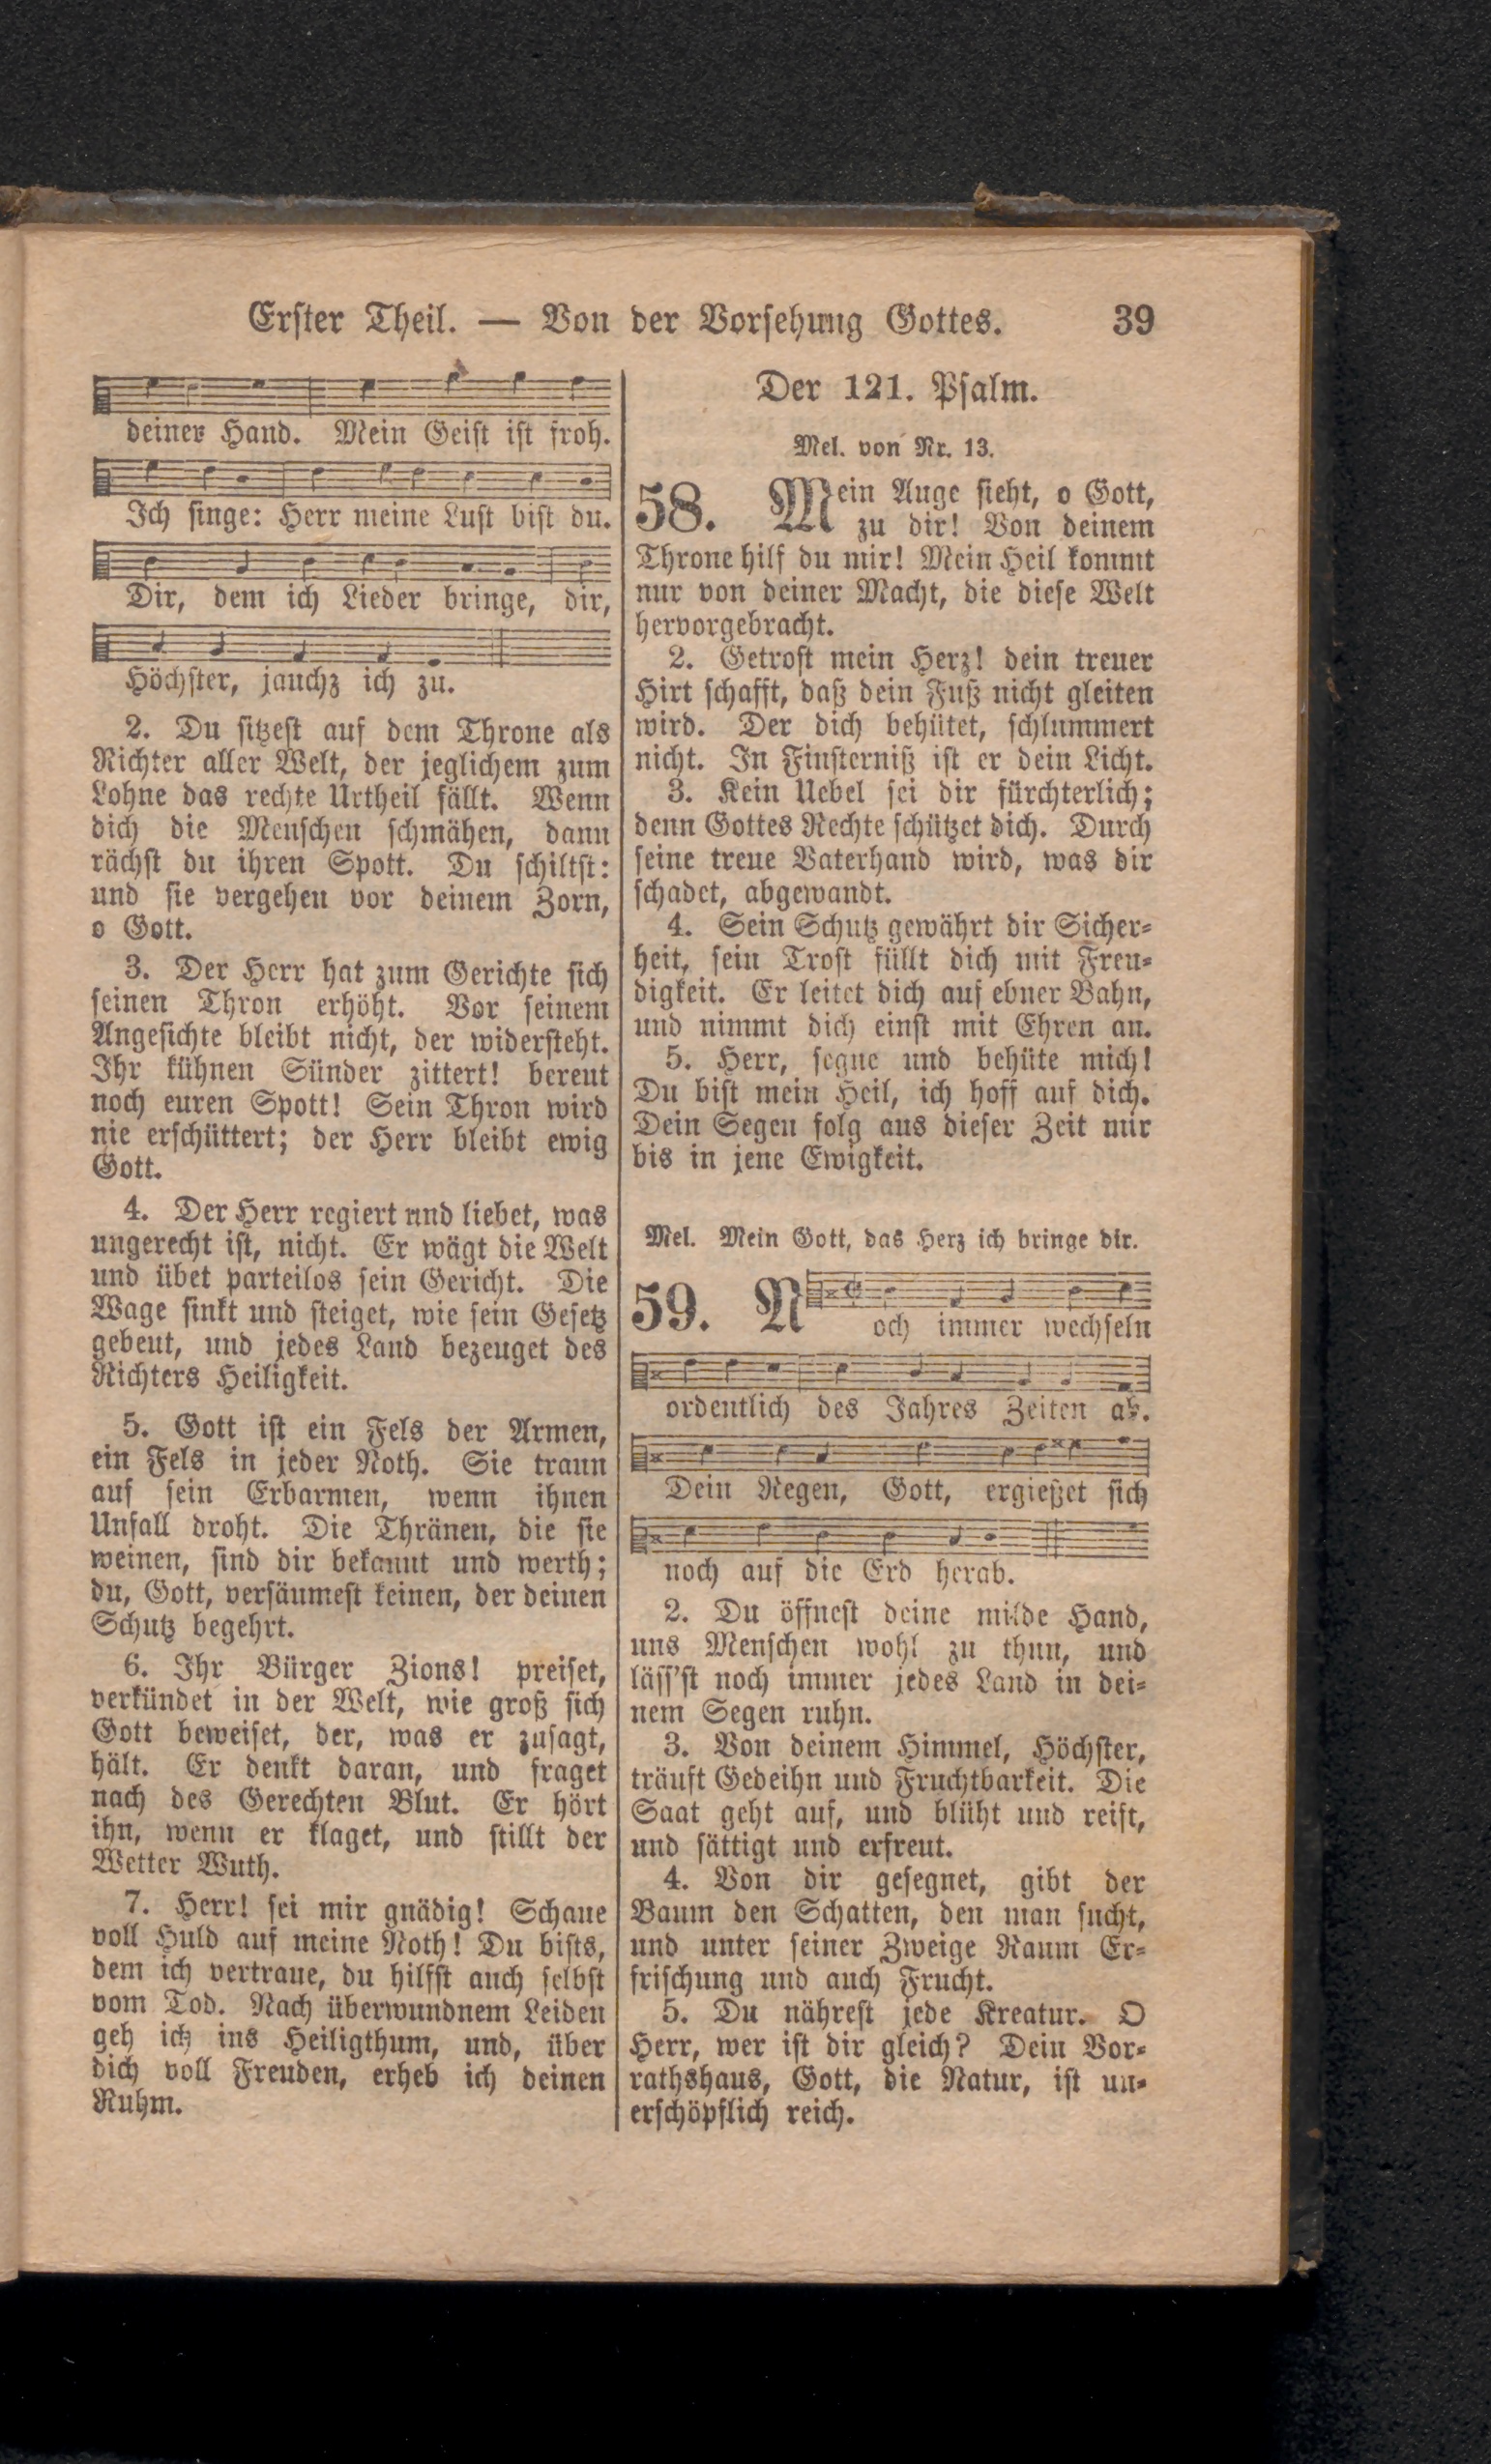 Erster Theil. — Von der Vorsehung Gottes. 39
deiner Hand. Mein Geist ist froh.
Ich singe: Herr meine Lust bist du.
Dir, dem ich Lieder bringe, dir,
Höchster, jauchz ich zu.
2. Du sitzest auf dem Throne als
Richter aller Welt, der jeglichem zum
Lohne das rechte Urtheil fällt. Wenn
dich die Menschen schmähen, dann
rächst du ihren Spott. Du schiltst:
und sie vergehen vor deinem Zorn,
o Gott.
3. Der Herr hat zum Gerichte sich
seinen Thron erhöht. Vor seinem
Angesichte bleibt nicht, der widersteht.
Ihr kühnen Sünder zittert! bereut
noch euren Spott! Sein Thron wird
nie erschüttert; der Herr bleibt ewig
Gott.
4. Der Herr regiert und liebet, was
ungerecht ist, nicht. Er wägt die Welt
und übet parteilos sein Gericht. Die
Wage sinkt und steiget, wie sein Gesetz
gebeut, und jedes Land bezeuget des
Richters Heiligkeit.
5. Gott ist ein Fels der Armen,
ein Fels in jeder Noth. Sie traun
auf sein Erbarmen, wenn ihnen
Unfall droht. Die Thränen, die sie
weinen, sind dir bekannt und werth;
du, Gott, versäumest keinen, der deinen
Schutz begehrt.
6. Ihr Bürger Zions! preiset,
verkündet in der Welt, wie groß sich
Gott beweiset, der, was er zusagt,
hält. Er denkt daran, und fraget
nach des Gerechten Blut. Er hört
ihn, wenn er klaget, und stillt der
Wetter Wuth.
7. Herr! sei mir gnädig! Schaue
voll Huld auf meine Noth! Du bists,
dem ich vertraue, du hilfst auch selbst
vom Tod. Nach überwundnem Leiden
geh ich ins Heiligthum, und, über
dich voll Freuden, erheb ich deinen
Ruhm.
Der 121. Psalm.
Mel. von Nr. 13.
58. Mein Auge sieht, o Gott,
zu dir! Von deinem
Throne hilf du mir! Mein Heil kommt
nur von deiner Macht, die diese Welt
hervorgebracht.
2. Getrost mein Herz! dein treuer
Hirt schafft, daß dein Fuß nicht gleiten
wird. Der dich behütet, schlummert
nicht. In Finsterniß ist er dein Licht.
3. Kein Uebel sei dir fürchterlich;
denn Gottes Rechte schützet dich. Durch
seine treue Vaterhand wird, was dir
schadet, abgewandt.
4. Sein Schutz gewährt dir Sicher-
heit, sein Trost füllt dich mit Freu-
digkeit. Er leitet dich auf ebner Bahn,
und nimmt dich einst mit Ehren an.
5. Herr, segne und behüte mich!
Du bist mein Heil, ich hoff auf dich.
Dein Segen folg aus dieser Zeit mir
bis in jene Ewigkeit.
Mel. Mein Gott, das Herz ich bringe dir.
59. Noch immer wechseln
ordentlich des Jahres Zeiten ab.
Dein Regen, Gott, ergießet sich
noch auf die Erd herab.
2. Du öffnest deine milde Hand,
uns Menschen wohl zu thun, und
läss'st noch immer jedes Land in dei-
nem Segen ruhn.
3. Von deinem Himmel, Höchster,
träuft Gedeihn und Fruchtbarkeit. Die
Saat geht auf, und blüht und reift,
und sättigt und erfreut.
4. Von dir gesegnet, gibt der
Baum den Schatten, den man sucht,
und unter seiner Zweige Raum Er-
frischung und auch Frucht.
5. Du nährest jede Kreatur. O
Herr, wer ist dir gleich? Dein Vor-
rathshaus, Gott, die Natur, ist un-
erschöpflich reich.